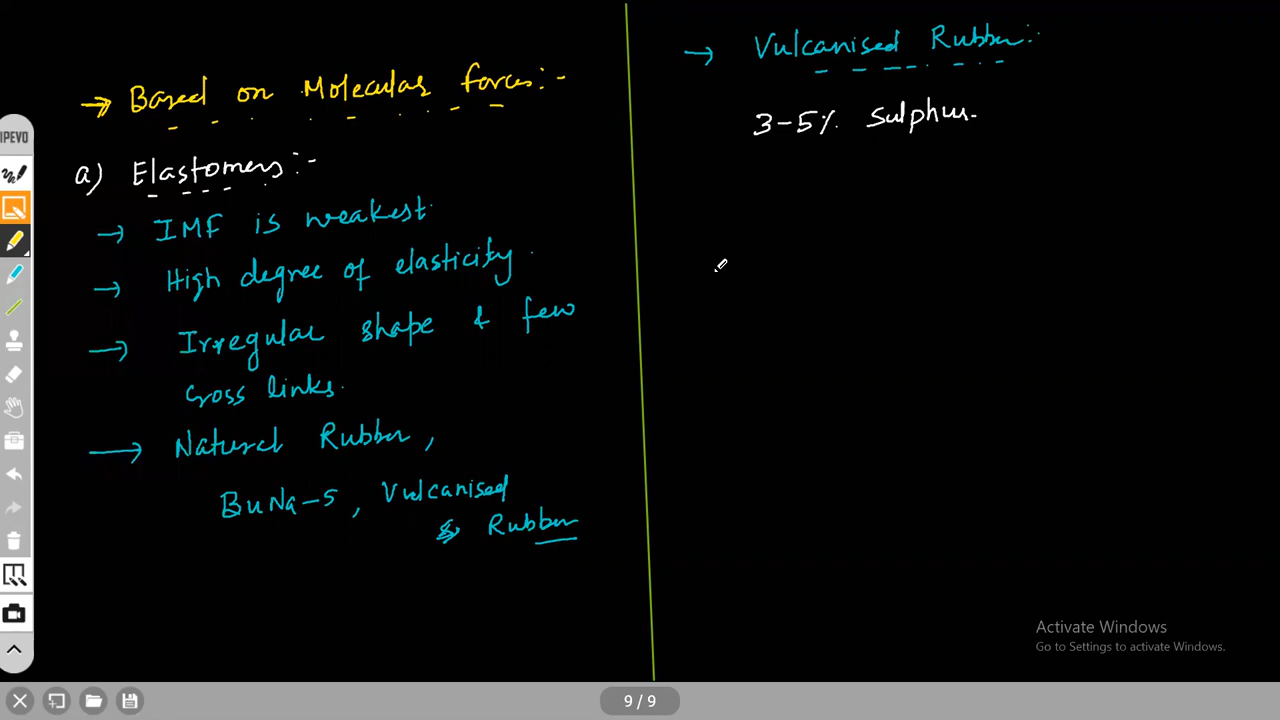 → Based on Molecular forces:-
a) Elastomers:-
→ IMF is weakest.
→ High degree of elasticity.
→ Irregular shape & few
cross links.
→ Natural Rubber,
BuNa-S, Vulcanised
Rubber
→ Vulcanised Rubber:-
3-5% Sulphur.
IPEVO
Activate Windows
Go to Settings to activate Windows.
9 / 9